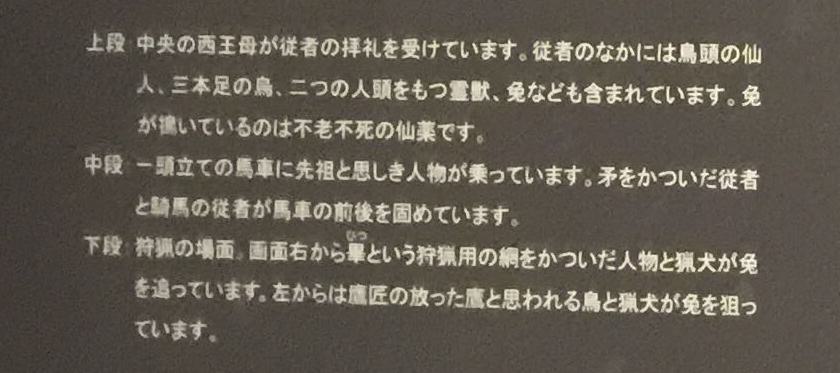 上段 中央の西王母が従者の拝礼を受けています。従者のなかには鳥頭の仙
人、三本足の烏、二つの人頭をもつ霊獣、兔なども含まれています。兔
が搗いているのは不老不死の仙薬です。
中段 一頭立ての馬車に先祖と思しき人物が乗っています。矛をかついだ従者
と騎馬の従者が馬車の前後を固めています。
下段 狩猟の場面。画面右から畢という狩猟用の網をかついだ人物と猟犬が兔
を追っています。左からは鷹匠の放った鷹と思われる鳥と猟犬が兔を狙っ
ています。